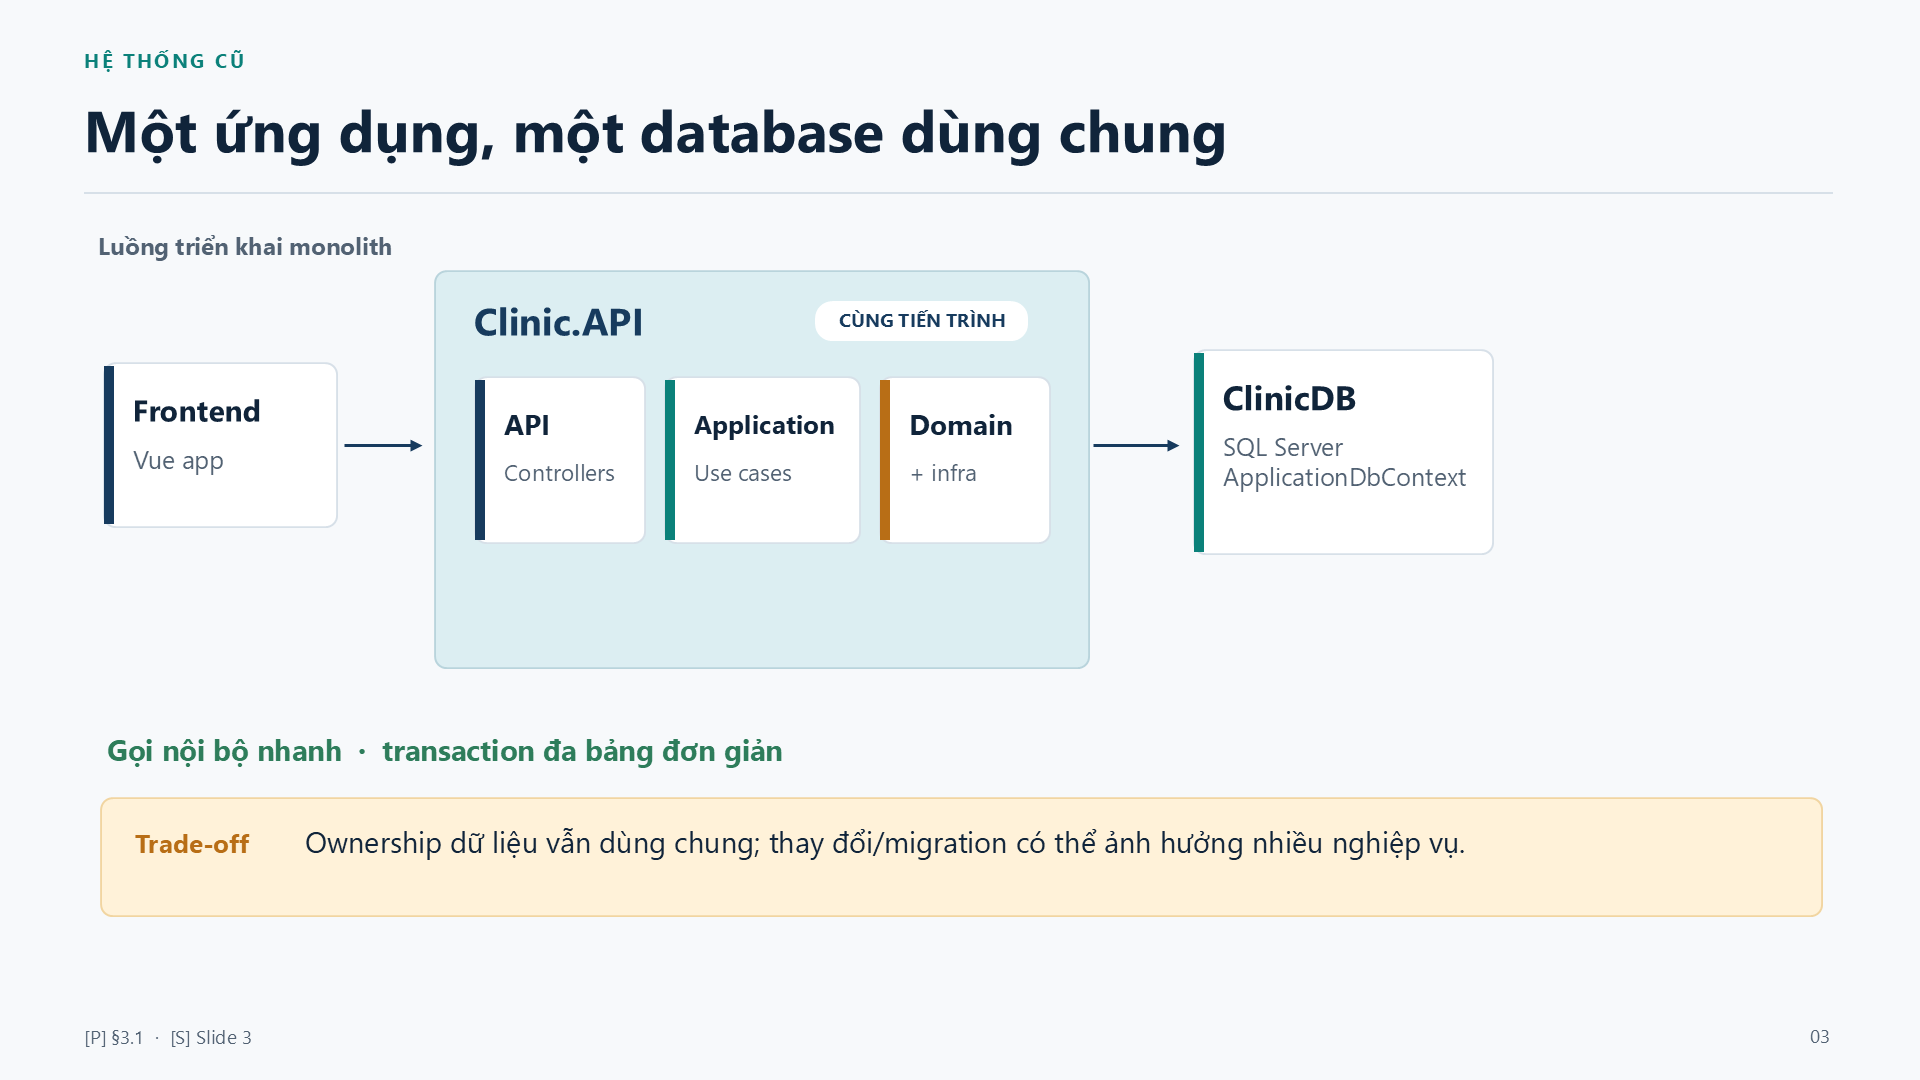 HỆ THỐNG CŨ
Một ứng dụng, một database dùng chung
Luồng triển khai monolith
Frontend
Vue app
Clinic.API
CÙNG TIẾN TRÌNH
API
Controllers
Application
Use cases
Domain
+ infra
ClinicDB
SQL Server
ApplicationDbContext
Gọi nội bộ nhanh · transaction đa bảng đơn giản
Trade-off
Ownership dữ liệu vẫn dùng chung; thay đổi/migration có thể ảnh hưởng nhiều nghiệp vụ.
[P] §3.1 · [S] Slide 3
03